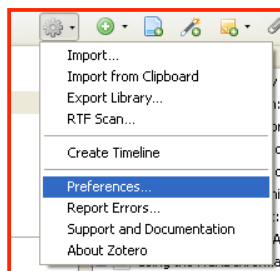 Import...
Import from Clipboard
Export Library...
RTF Scan...
Create Timeline
Preferences...
Report Errors...
Support and Documentation
About Zotero